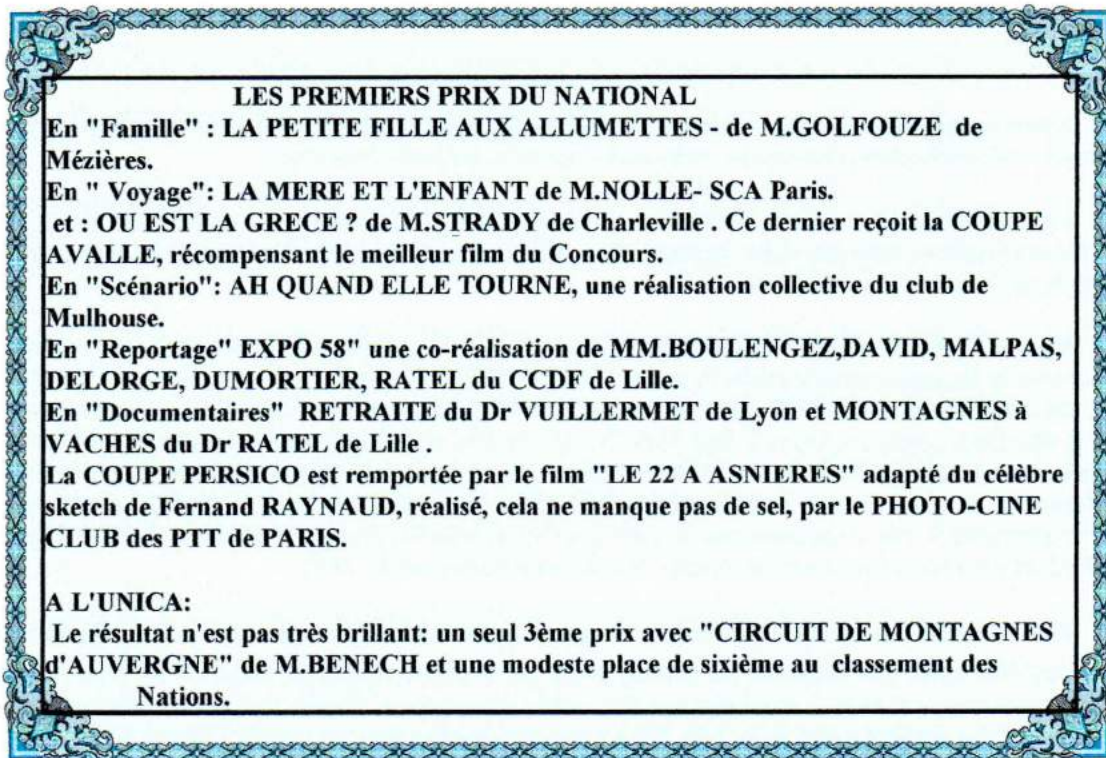 LES PREMIERS PRIX DU NATIONAL
En "Famille" : LA PETITE FILLE AUX ALLUMETTES - de M.GOLFOUZE de
Mézières.
En " Voyage": LA MERE ET L'ENFANT de M.NOLLE- SCA Paris.
et : OU EST LA GRECE ? de M.STRADY de Charleville . Ce dernier reçoit la COUPE
AVALLE, récompensant le meilleur film du Concours.
En "Scénario": AH QUAND ELLE TOURNE, une réalisation collective du club de
Mulhouse.
En "Reportage" EXPO 58" une co-réalisation de MM.BOULENGEZ,DAVID, MALPAS,
DELORGE, DUMORTIER, RATEL du CCDF de Lille.
En "Documentaires" RETRAITE du Dr VUILLERMET de Lyon et MONTAGNES à
VACHES du Dr RATEL de Lille .
La COUPE PERSICO est remportée par le film "LE 22 A ASNIERES" adapté du célèbre
sketch de Fernand RAYNAUD, réalisé, cela ne manque pas de sel, par le PHOTO-CINE
CLUB des PTT de PARIS.
A L'UNICA:
Le résultat n'est pas très brillant: un seul 3ème prix avec "CIRCUIT DE MONTAGNES
d'AUVERGNE" de M.BENECH et une modeste place de sixième au classement des
Nations.